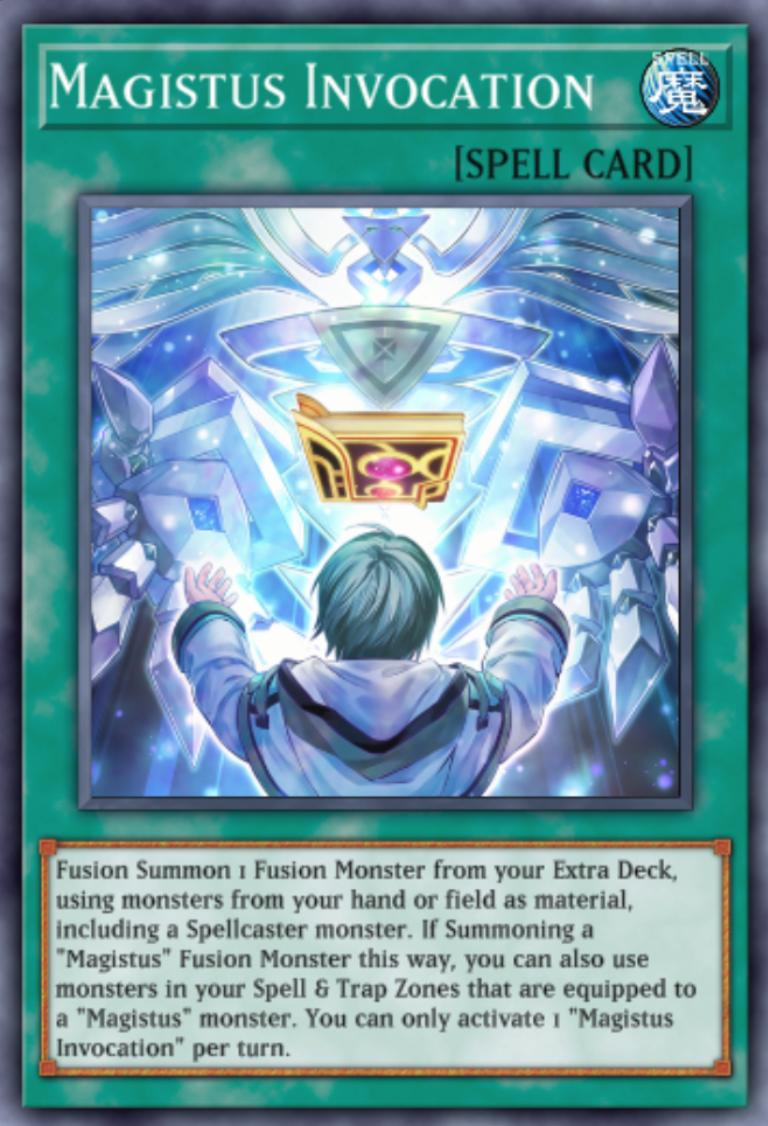 MAGISTUS INVOCATION
SPELL
魔
[SPELL CARD]
Fusion Summon 1 Fusion Monster from your Extra Deck,
using monsters from your hand or field as material,
including a Spellcaster monster. If Summoning a
"Magistus" Fusion Monster this way, you can also use
monsters in your Spell & Trap Zones that are equipped to
a "Magistus" monster. You can only activate 1 "Magistus
Invocation" per turn.